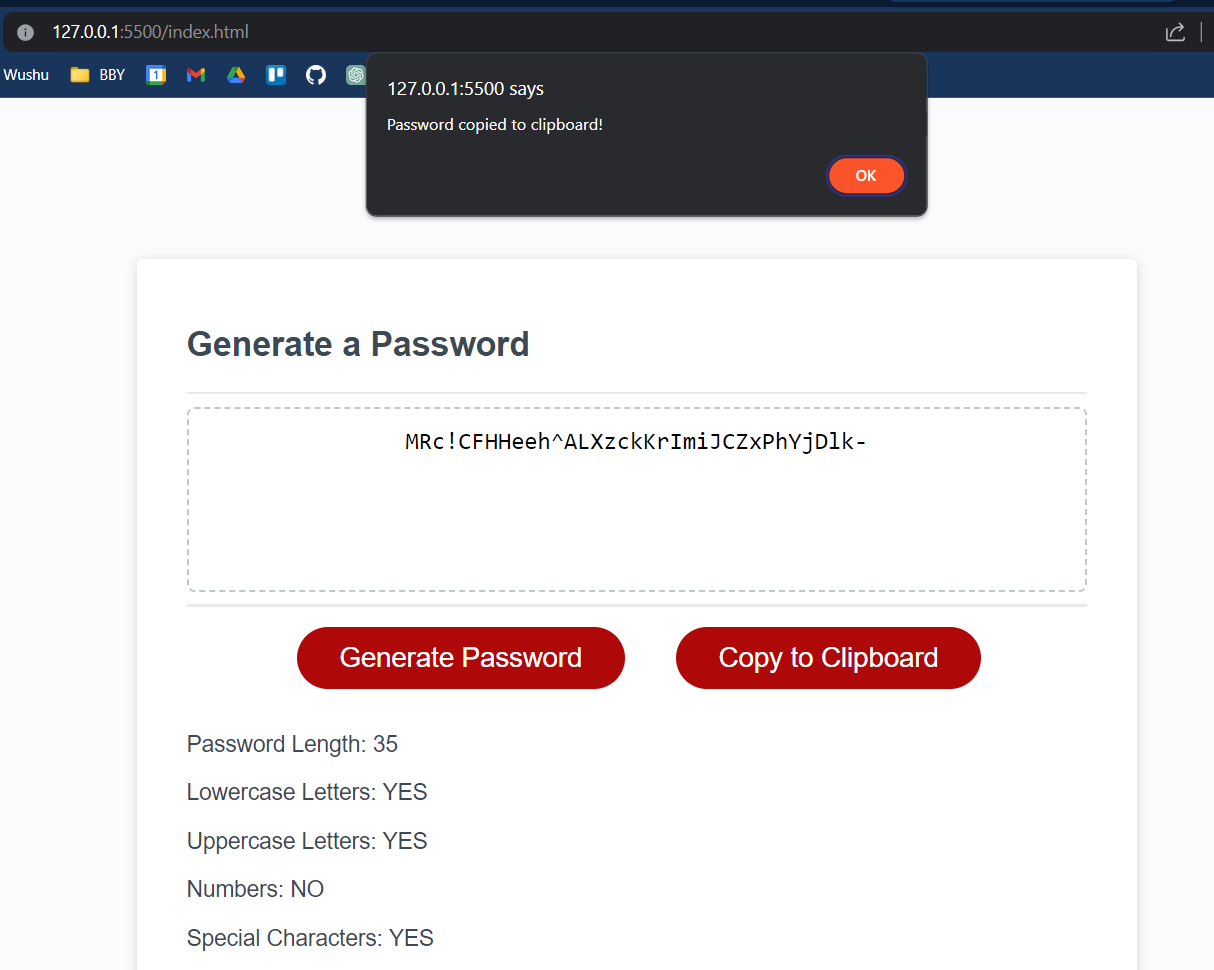 127.0.0.1:5500/index.html
Wushu BBY 1
127.0.0.1:5500 says
Password copied to clipboard!
OK
Generate a Password
MRc!CFHHeeh^ALXzckKrImiJCZxPhYjDlk-
Generate Password Copy to Clipboard
Password Length: 35
Lowercase Letters: YES
Uppercase Letters: YES
Numbers: NO
Special Characters: YES